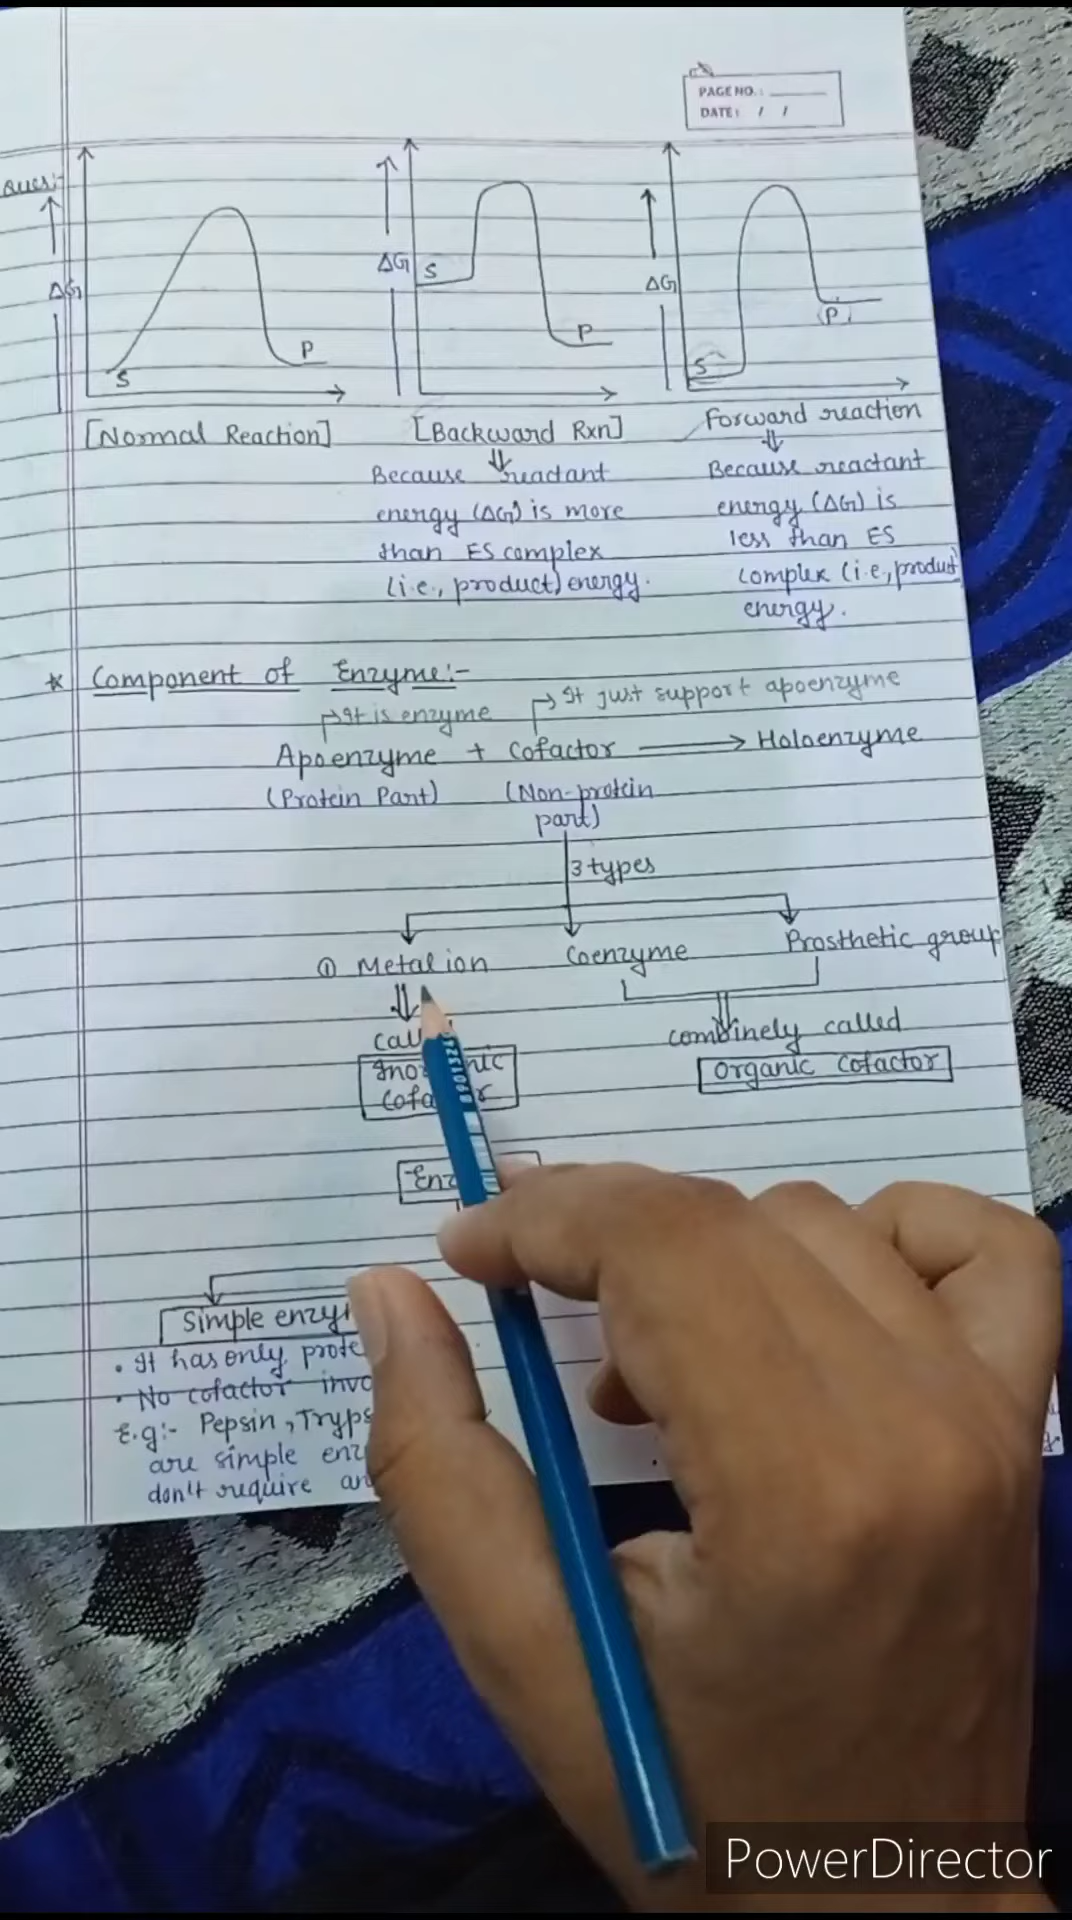 PAGE NO.:
DATE: / /
Ques:-
ΔG
S
P
[Normal Reaction]
ΔG
S
P
[Backward Rxn]
Because reactant
energy (ΔG) is more
than ES complex
(i.e., product) energy.
ΔG
S
P
Forward reaction
Because reactant
energy (ΔG) is
less than ES
complex (i.e., product
energy.
* Component of Enzyme:-
It is enzyme
It just support apoenzyme
Apoenzyme + Cofactor → Holoenzyme
(Protein Part) (Non-protein
part)
3 types
① Metal ion
Coenzyme
Prosthetic group
combinely called
organic cofactor
Simple
• It has only
• No cofactor
E.g:- Pepsin,
are simple
don't require
PowerDirector